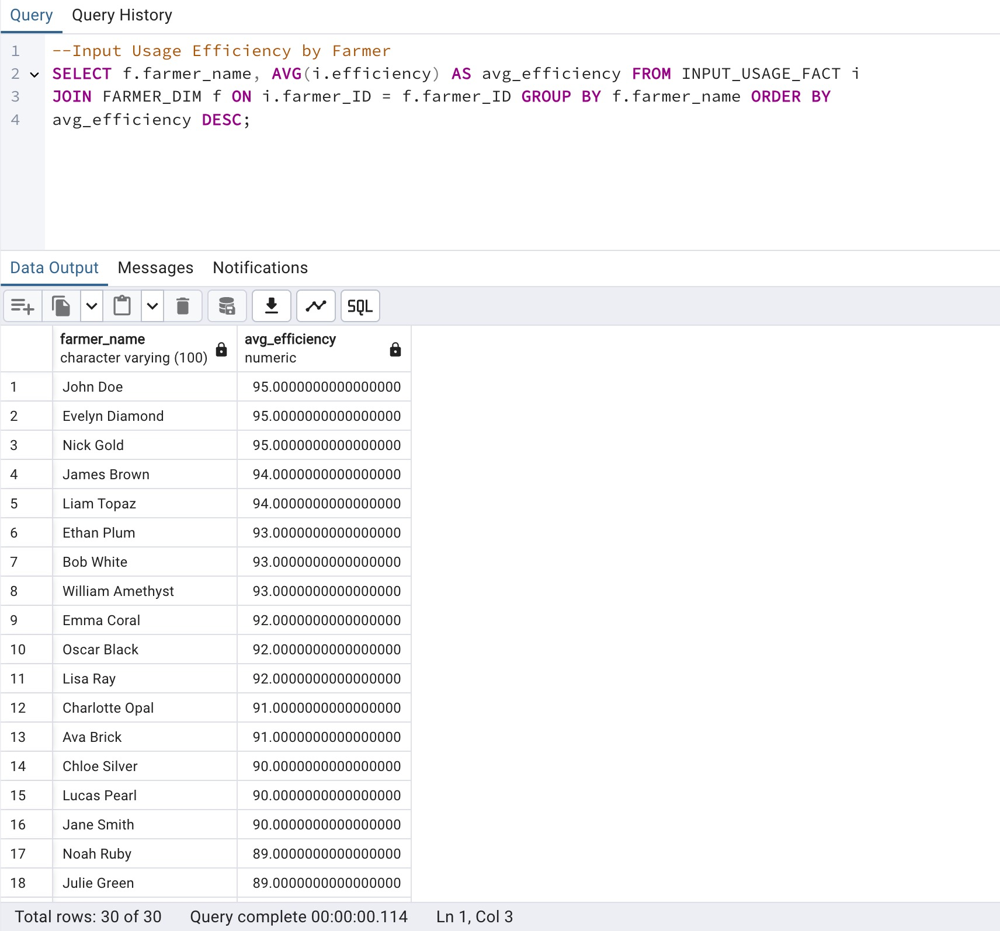 Query Query History
1 --Input Usage Efficiency by Farmer
2 SELECT f.farmer_name, AVG(i.efficiency) AS avg_efficiency FROM INPUT_USAGE_FACT i
3 JOIN FARMER_DIM f ON i.farmer_ID = f.farmer_ID GROUP BY f.farmer_name ORDER BY
4 avg_efficiency DESC;
Data Output Messages Notifications
SQL
farmer_name avg_efficiency
character varying (100) numeric
1 John Doe 95.0000000000000000
2 Evelyn Diamond 95.0000000000000000
3 Nick Gold 95.0000000000000000
4 James Brown 94.0000000000000000
5 Liam Topaz 94.0000000000000000
6 Ethan Plum 93.0000000000000000
7 Bob White 93.0000000000000000
8 William Amethyst 93.0000000000000000
9 Emma Coral 92.0000000000000000
10 Oscar Black 92.0000000000000000
11 Lisa Ray 92.0000000000000000
12 Charlotte Opal 91.0000000000000000
13 Ava Brick 91.0000000000000000
14 Chloe Silver 90.0000000000000000
15 Lucas Pearl 90.0000000000000000
16 Jane Smith 90.0000000000000000
17 Noah Ruby 89.0000000000000000
18 Julie Green 89.0000000000000000
Total rows: 30 of 30 Query complete 00:00:00.114 Ln 1, Col 3